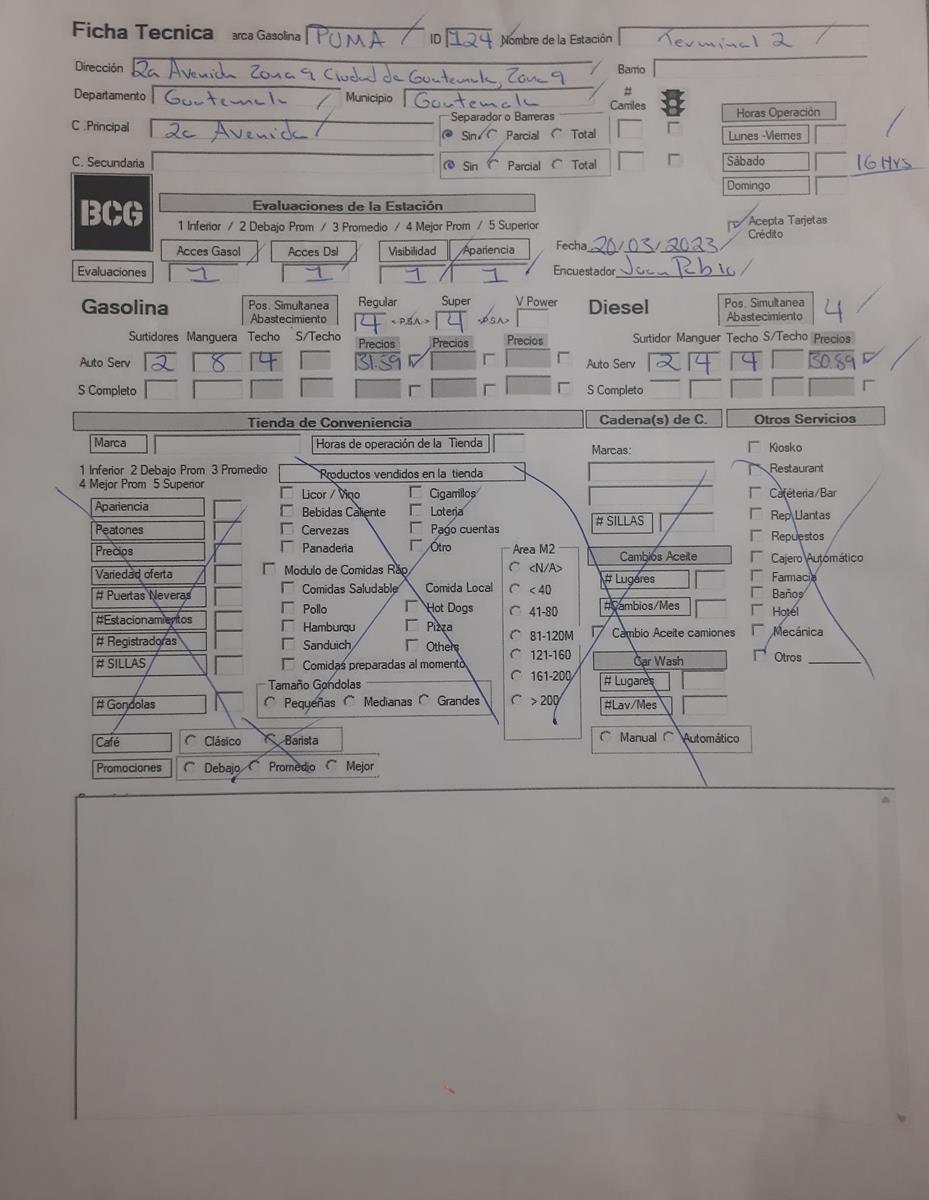 Ficha Tecnica arca Gasolina PUMA ID 124 Nombre de la Estación Terminal 2
Dirección 2a Avenida Zona 9 Ciudad de Guatemala, Zona 9 Barrio
Departamento Guatemala Municipio Guatemala # Carriles
Separador o Barreras Horas Operación
C .Principal 2a Avenida Sin Parcial Total Lunes -Viernes
C. Secundaria Sin Parcial Total Sábado 16 Hrs
Domingo
BCG
Evaluaciones de la Estación
1 Inferior / 2 Debajo Prom / 3 Promedio / 4 Mejor Prom / 5 Superior
Acepta Tarjetas Crédito
Acces Gasol Acces Dsl Visibilidad Apariencia Fecha 20/03/2023
Evaluaciones 1 1 1 1 Encuestador Juan Pablo
Gasolina Pos. Simultanea Abastecimiento Regular 4 <PSA> Super 4 <PSA> V Power Diesel Pos. Simultanea Abastecimiento 4
Surtidores Manguera Techo S/Techo Precios Precios Precios Surtidor Manguer Techo S/Techo Precios
Auto Serv 2 8 4 31.59 Auto Serv 2 4 4 30.89
S Completo S Completo
Tienda de Conveniencia Cadena(s) de C. Otros Servicios
Marca Horas de operación de la Tienda Marcas: Kiosko
1 Inferior 2 Debajo Prom 3 Promedio Productos vendidos en la tienda Restaurant
4 Mejor Prom 5 Superior Licor / Vino Cigarrillos Caféteria/Bar
Apariencia Bebidas Caliente Loteria Rep Llantas
Peatones Cervezas Pago cuentas # SILLAS Repuestos
Precios Panaderia Otro Area M2 Cambios Aceite Cajero Automático
Variedad oferta Modulo de Comidas Ráp <N/A> # Lugares Farmacia
# Puertas Neveras Comidas Saludable Comida Local < 40 Baños
#Estacionamientos Pollo Hot Dogs 41-80 #Cambios/Mes Hotel
# Registradoras Hamburqu Pizza 81-120M Cambio Aceite camiones Mecánica
# SILLAS Sanduich Others 121-160 Car Wash Otros
Comidas preparadas al momento 161-200 # Lugares
# Gondolas Tamaño Gondolas > 200 #Lav/Mes
Pequeñas Medianas Grandes
Café Clásico Barista Manual Automático
Promociones Debajo Promedio Mejor